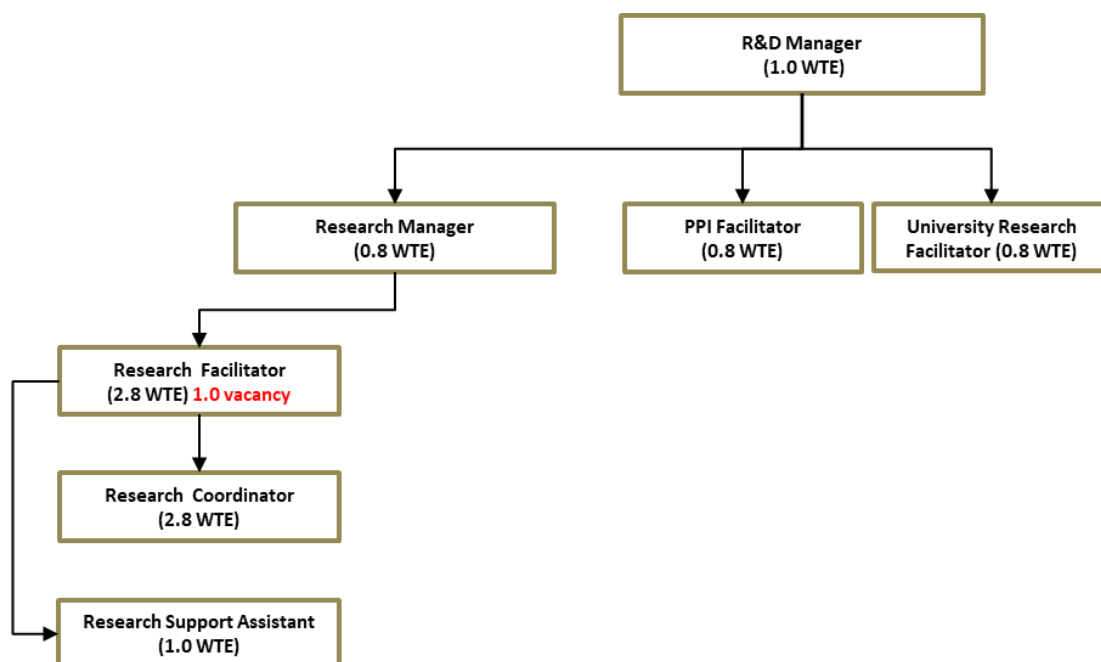 R&D Manager
(1.0 WTE)
Research Manager
(0.8 WTE)
PPI Facilitator
(0.8 WTE)
University Research
Facilitator (0.8 WTE)
Research Facilitator
(2.8 WTE) 1.0 vacancy
Research Coordinator
(2.8 WTE)
Research Support Assistant
(1.0 WTE)